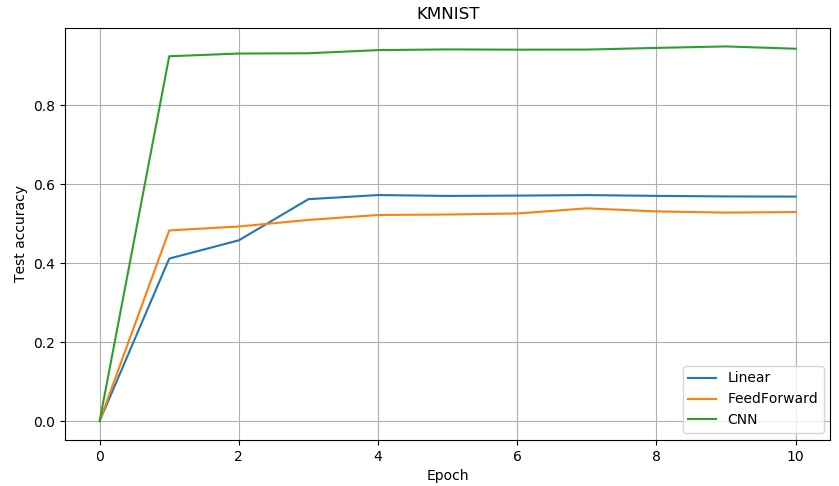 KMNIST
Test accuracy
0.8
0.6
0.4
0.2
0.0
Linear
FeedForward
CNN
0 2 4 6 8 10
Epoch